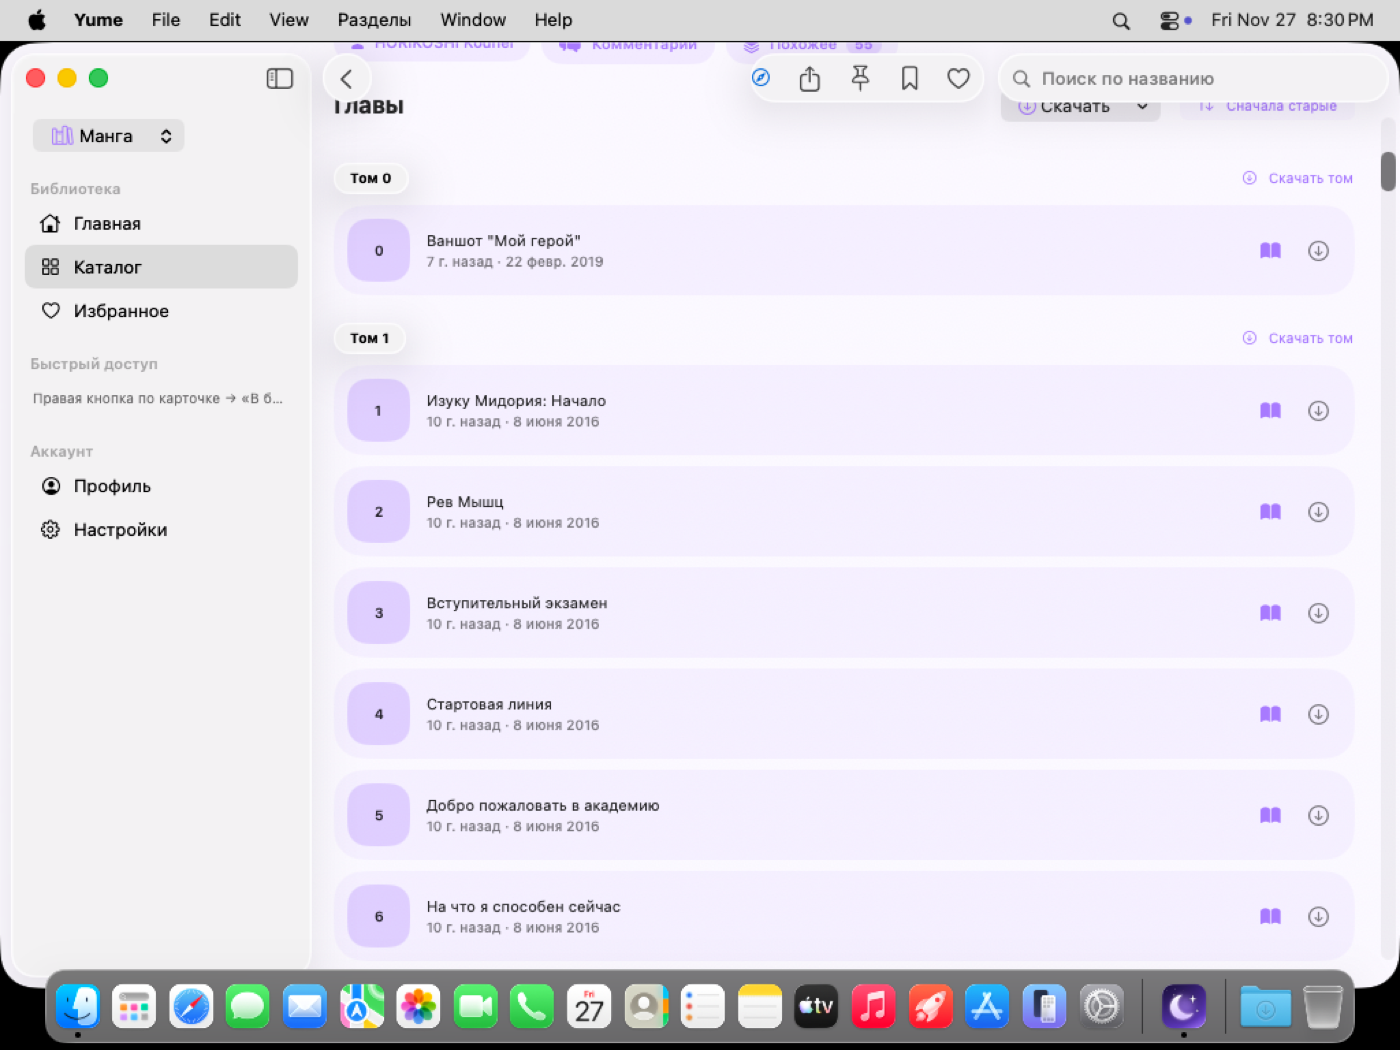 Yume File Edit View Разделы Window Help Fri Nov 27 8:30 PM
HORIKOSHI Kouhei Комментарии Похожее 55
Поиск по названию
Главы Скачать Сначала старые
Манга
Библиотека
Главная
Каталог
Избранное
Быстрый доступ
Правая кнопка по карточке → «В б...
Аккаунт
Профиль
Настройки
Том 0 Скачать том
0
Ваншот "Мой герой"
7 г. назад · 22 февр. 2019
Том 1 Скачать том
1
Изуку Мидория: Начало
10 г. назад · 8 июня 2016
2
Рев Мышц
10 г. назад · 8 июня 2016
3
Вступительный экзамен
10 г. назад · 8 июня 2016
4
Стартовая линия
10 г. назад · 8 июня 2016
5
Добро пожаловать в академию
10 г. назад · 8 июня 2016
6
На что я способен сейчас
10 г. назад · 8 июня 2016
Fri
27
tv